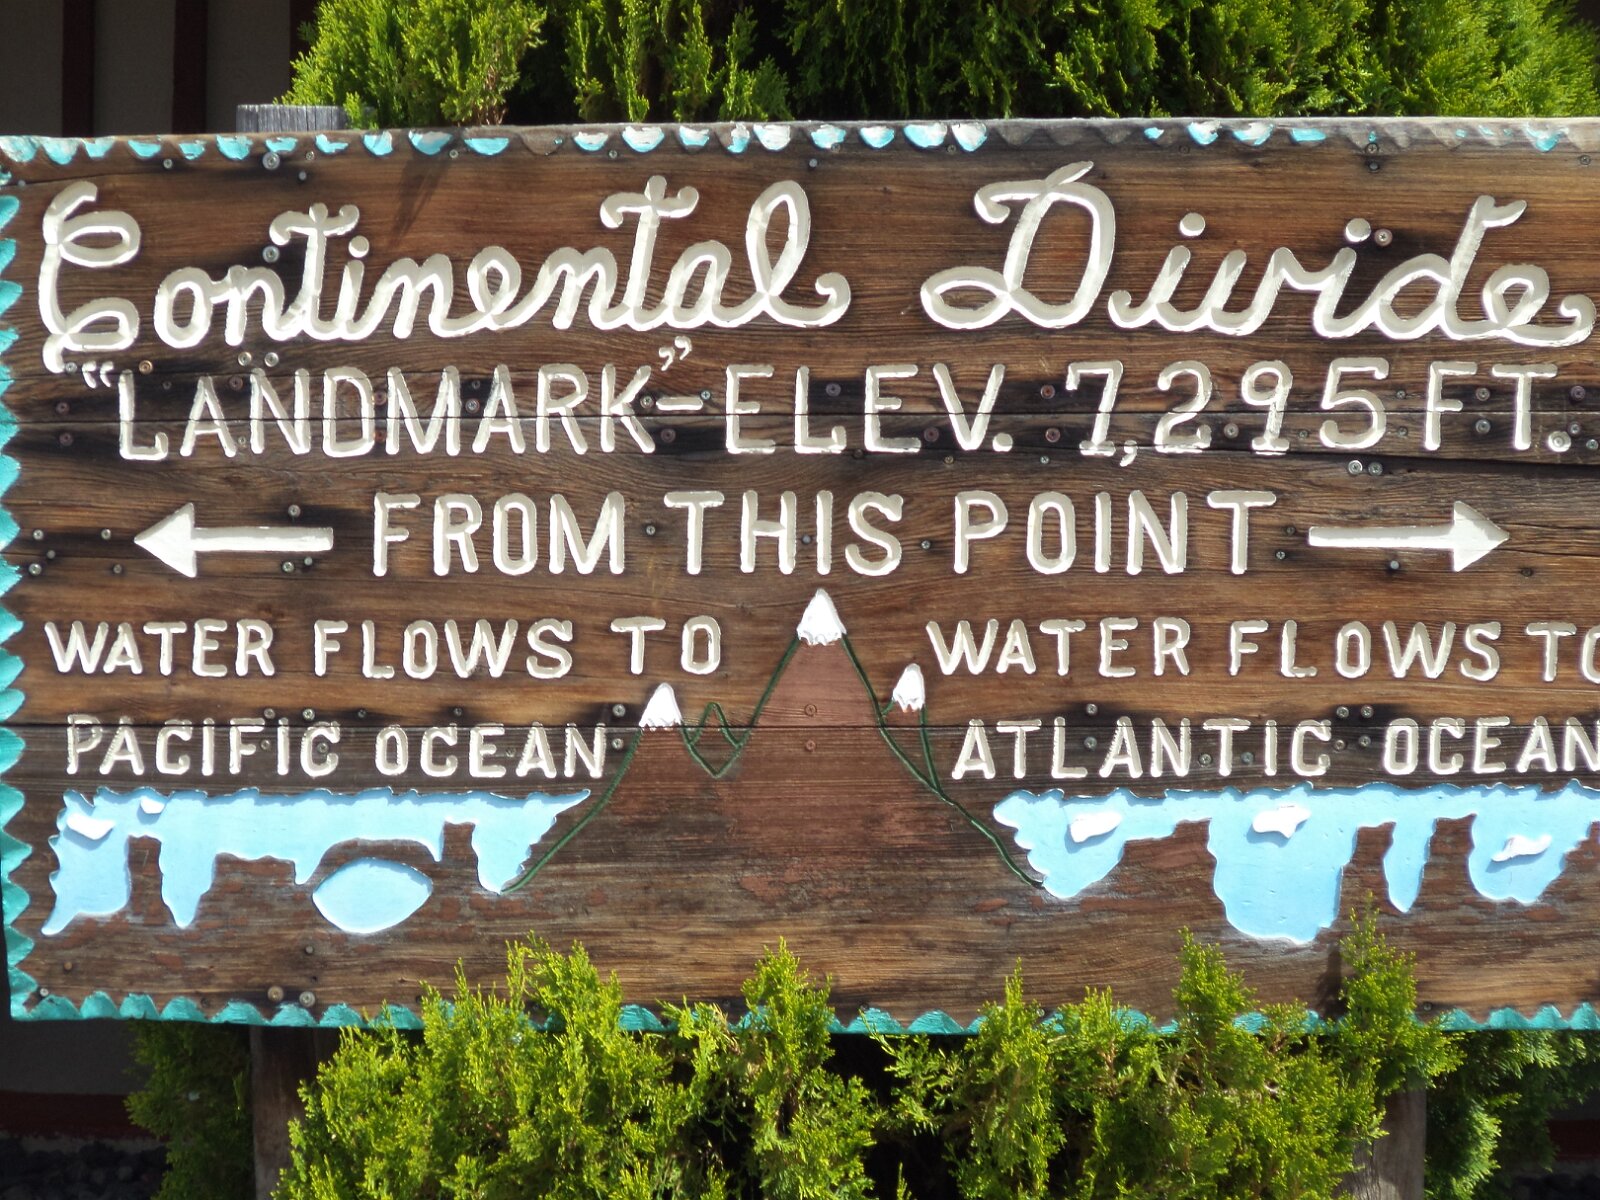 Continental Divide
"LANDMARK" - ELEV. 7,295 FT.
← FROM THIS POINT →
WATER FLOWS TO WATER FLOWS TO
PACIFIC OCEAN ATLANTIC OCEAN